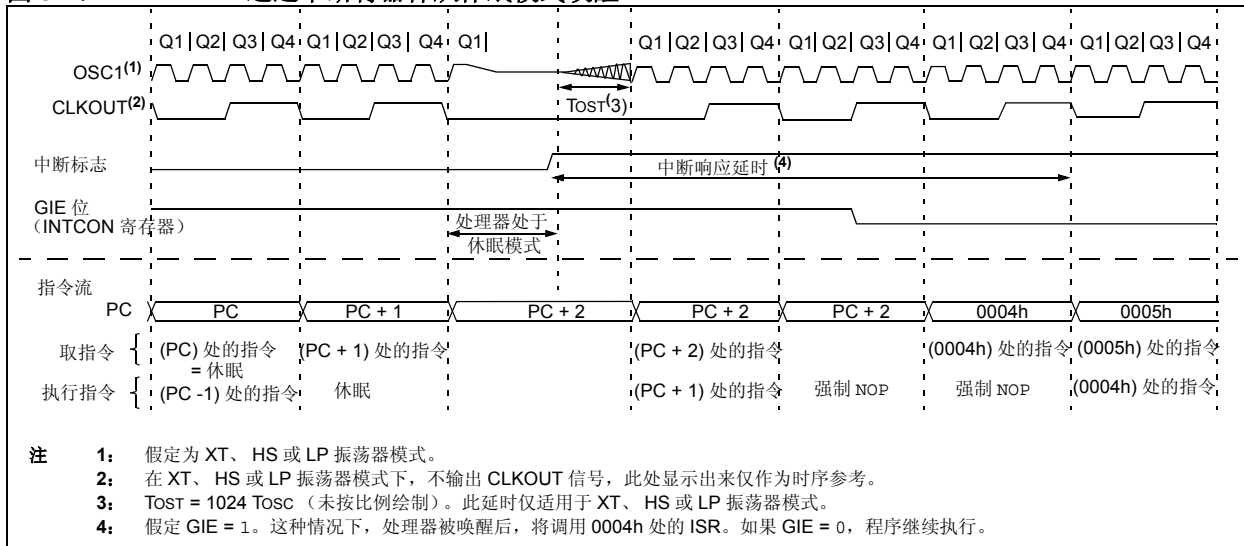 Q1 Q2 Q3 Q4 Q1 Q2 Q3 Q4 Q1 Q1 Q2 Q3 Q4 Q1 Q2 Q3 Q4 Q1 Q2 Q3 Q4 Q1 Q2 Q3 Q4
OSC1(1)
CLKOUT(2)
TOST(3)
中断标志
中断响应延时 (4)
GIE 位
（INTCON 寄存器）
处理器处于
休眠模式
指令流
PC PC PC + 1 PC + 2 PC + 2 PC + 2 0004h 0005h
取指令 { (PC) 处的指令 (PC + 1) 处的指令 (PC + 2) 处的指令 (0004h) 处的指令 (0005h) 处的指令
= 休眠
执行指令 { (PC -1) 处的指令 休眠 (PC + 1) 处的指令 强制 NOP 强制 NOP (0004h) 处的指令
注 1： 假定为 XT、 HS 或 LP 振荡器模式。
2： 在 XT、 HS 或 LP 振荡器模式下，不输出 CLKOUT 信号，此处显示出来仅作为时序参考。
3： TOST = 1024 TOSC （未按比例绘制）。此延时仅适用于 XT、 HS 或 LP 振荡器模式。
4： 假定 GIE = 1。这种情况下，处理器被唤醒后，将调用 0004h 处的 ISR。如果 GIE = 0，程序继续执行。